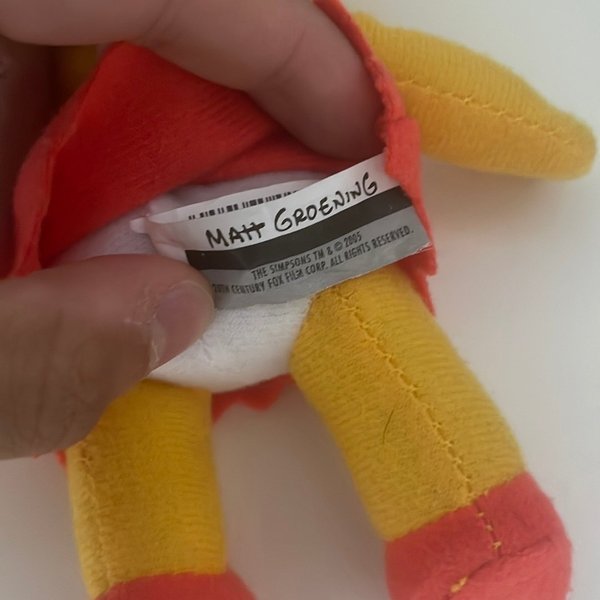 MATT GROENING
THE SIMPSONS TM & © 2005
20TH CENTURY FOX FILM CORP. ALL RIGHTS RESERVED.